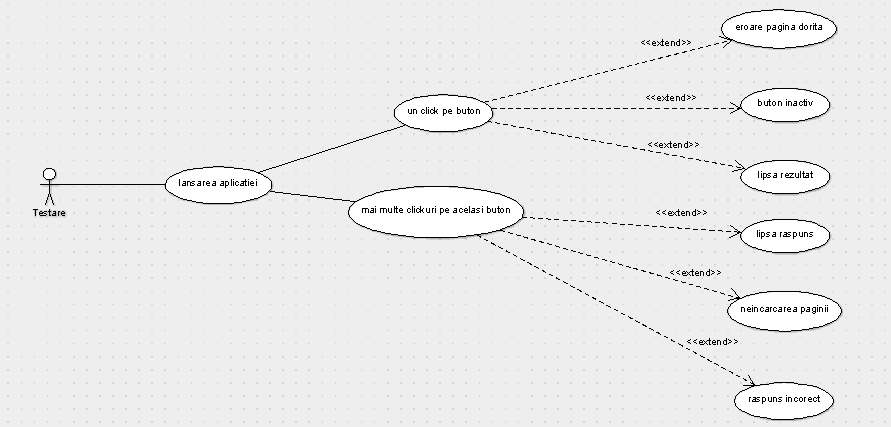 eroare pagina dorita
<<extend>>
un click pe buton
<<extend>>
buton inactiv
<<extend>>
lipsa rezultat
lansarea aplicatiei
Testare
mai multe clickuri pe acelasi buton
<<extend>>
lipsa raspuns
<<extend>>
neincarcarea paginii
<<extend>>
raspuns incorect